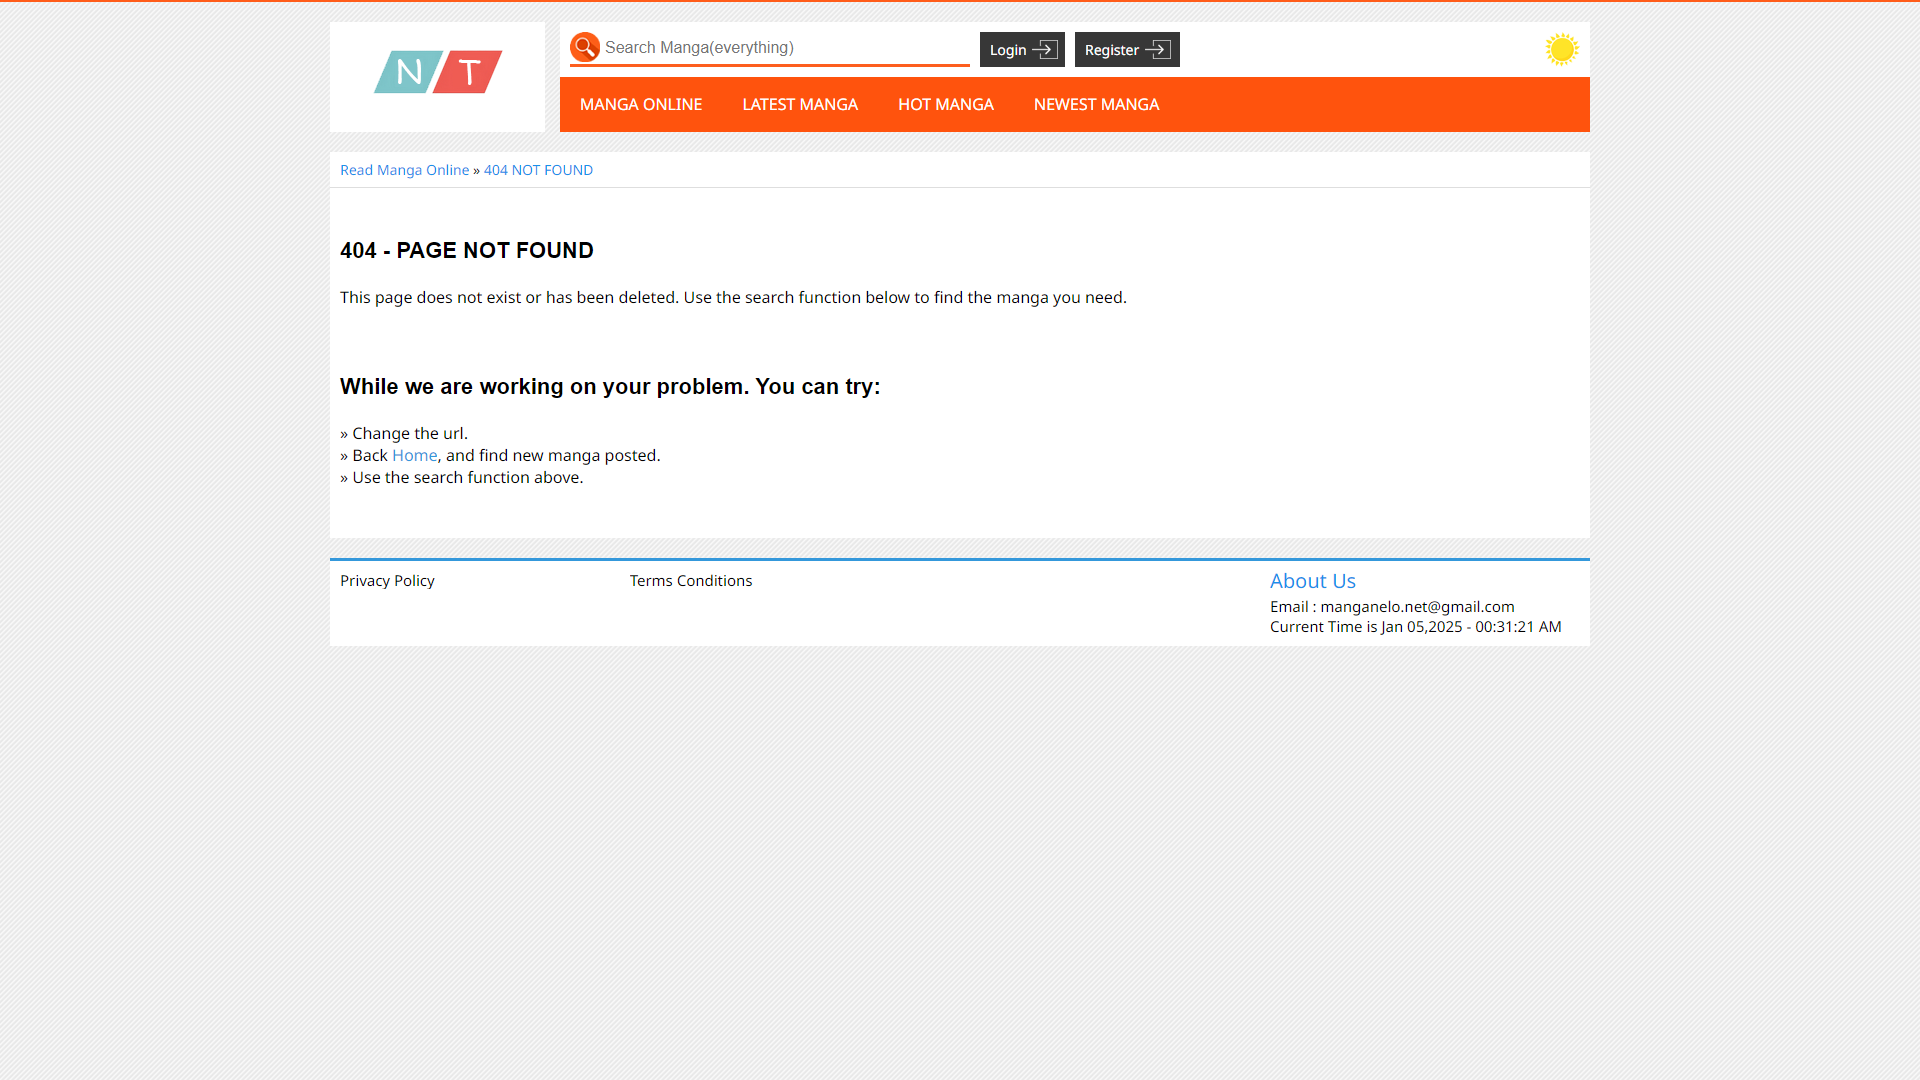 N T
Search Manga(everything)
Login
Register
MANGA ONLINE
LATEST MANGA
HOT MANGA
NEWEST MANGA
Read Manga Online » 404 NOT FOUND
404 - PAGE NOT FOUND
This page does not exist or has been deleted. Use the search function below to find the manga you need.
While we are working on your problem. You can try:
» Change the url.
» Back Home, and find new manga posted.
» Use the search function above.
Privacy Policy
Terms Conditions
About Us
Email : manganelo.net@gmail.com
Current Time is Jan 05,2025 - 00:31:21 AM